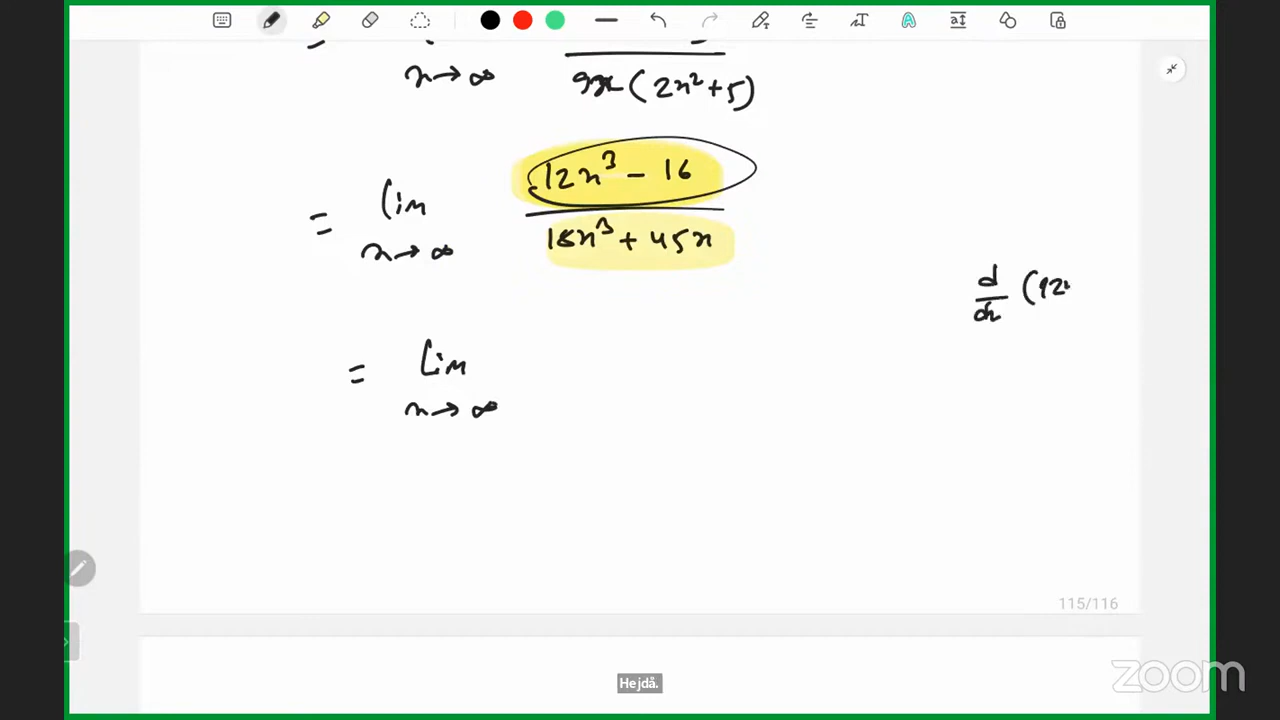 x→∞
9x(2x²+5)
= lim 12x³ − 16
x→∞ 18x³ + 45x
d/dx (12
= lim
x→∞
115/116
Hejdå.
zoom